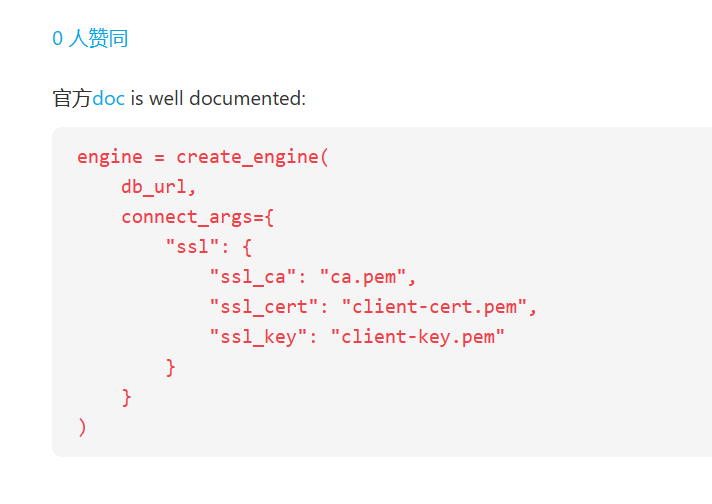 0 人赞同
官方doc is well documented:
engine = create_engine(
    db_url,
    connect_args={
        "ssl": {
            "ssl_ca": "ca.pem",
            "ssl_cert": "client-cert.pem",
            "ssl_key": "client-key.pem"
        }
    }
)